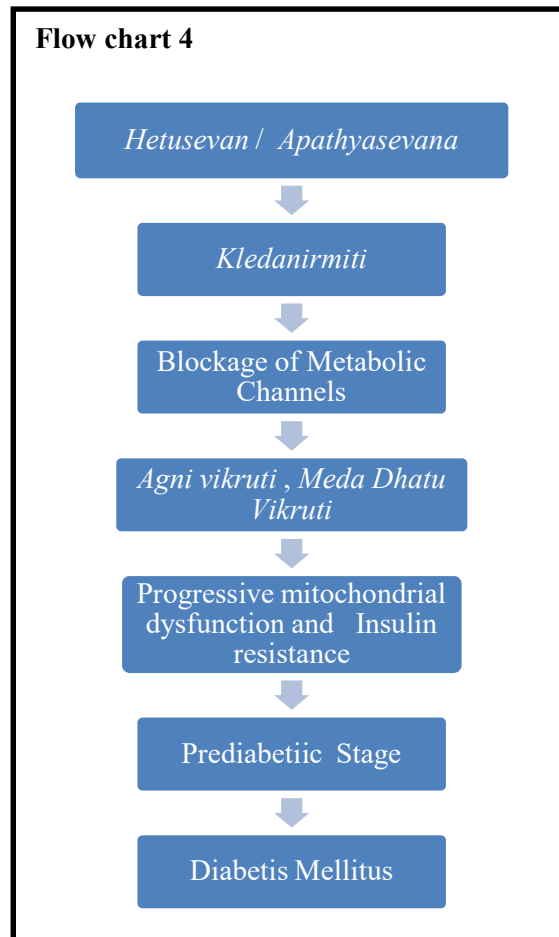 Flow chart 4
Hetusevan / Apathyasevana
Kledanirmiti
Blockage of Metabolic
Channels
Agni vikruti , Meda Dhatu
Vikruti
Progressive mitochondrial
dysfunction and Insulin
resistance
Prediabetiic Stage
Diabetis Mellitus